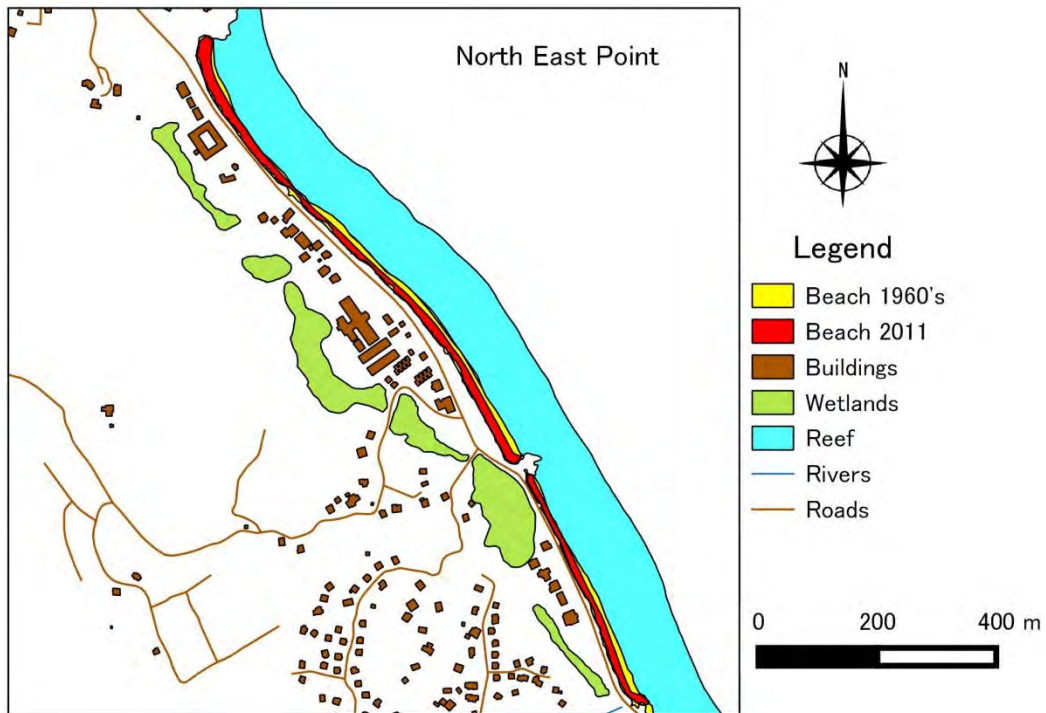 North East Point
N
Legend
Beach 1960's
Beach 2011
Buildings
Wetlands
Reef
Rivers
Roads
0 200 400 m